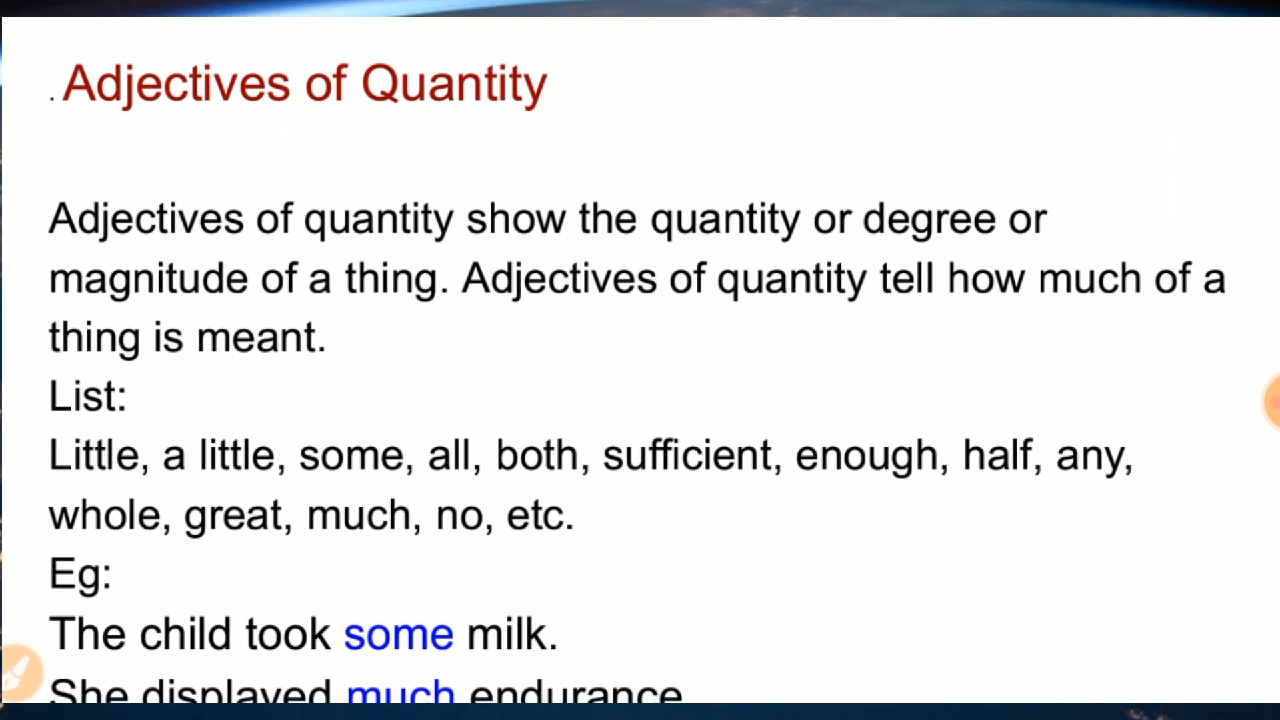 . Adjectives of Quantity
Adjectives of quantity show the quantity or degree or
magnitude of a thing. Adjectives of quantity tell how much of a
thing is meant.
List:
Little, a little, some, all, both, sufficient, enough, half, any,
whole, great, much, no, etc.
Eg:
The child took some milk.
She displayed much endurance